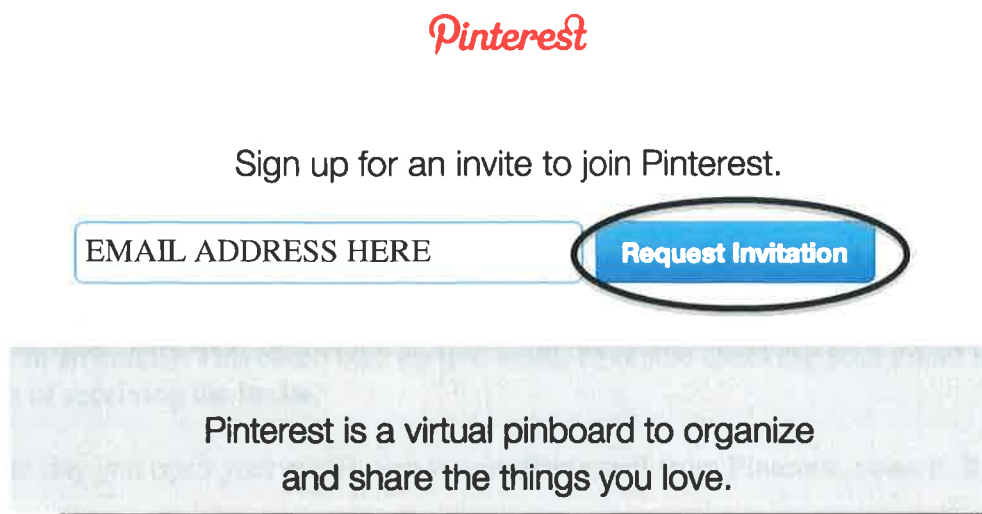 Pinterest
Sign up for an invite to join Pinterest.
EMAIL ADDRESS HERE Request Invitation
Pinterest is a virtual pinboard to organize
and share the things you love.